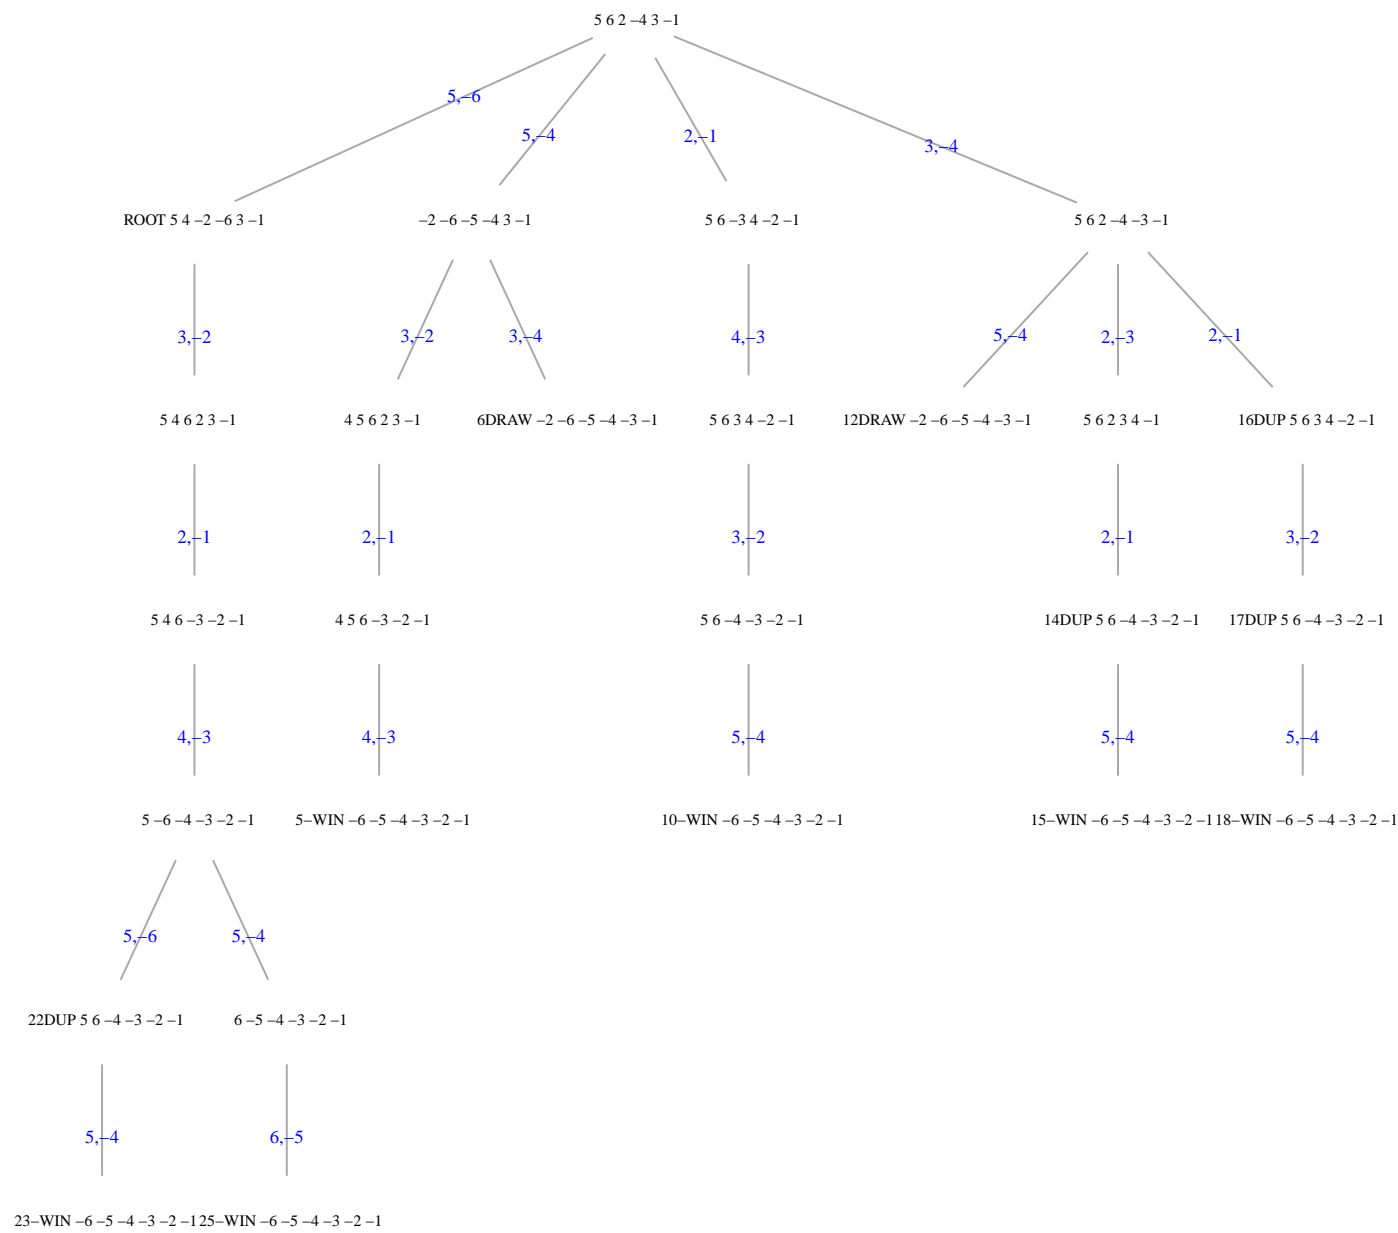 5 6 2 –4 3 –1
5,–6
5,–4
2,–1
3,–4
ROOT 5 4 –2 –6 3 –1
–2 –6 –5 –4 3 –1
5 6 –3 4 –2 –1
5 6 2 –4 –3 –1
3,–2
3,–2
3,–4
4,–3
5,–4
2,–3
2,–1
5 4 6 2 3 –1
4 5 6 2 3 –1
6DRAW –2 –6 –5 –4 –3 –1
5 6 3 4 –2 –1
12DRAW –2 –6 –5 –4 –3 –1
5 6 2 3 4 –1
16DUP 5 6 3 4 –2 –1
2,–1
2,–1
3,–2
2,–1
3,–2
5 4 6 –3 –2 –1
4 5 6 –3 –2 –1
5 6 –4 –3 –2 –1
14DUP 5 6 –4 –3 –2 –1
17DUP 5 6 –4 –3 –2 –1
4,–3
4,–3
5,–4
5,–4
5,–4
5 –6 –4 –3 –2 –1
5–WIN –6 –5 –4 –3 –2 –1
10–WIN –6 –5 –4 –3 –2 –1
15–WIN –6 –5 –4 –3 –2 –1
18–WIN –6 –5 –4 –3 –2 –1
5,–6
5,–4
22DUP 5 6 –4 –3 –2 –1
6 –5 –4 –3 –2 –1
5,–4
6,–5
23–WIN –6 –5 –4 –3 –2 –1
25–WIN –6 –5 –4 –3 –2 –1